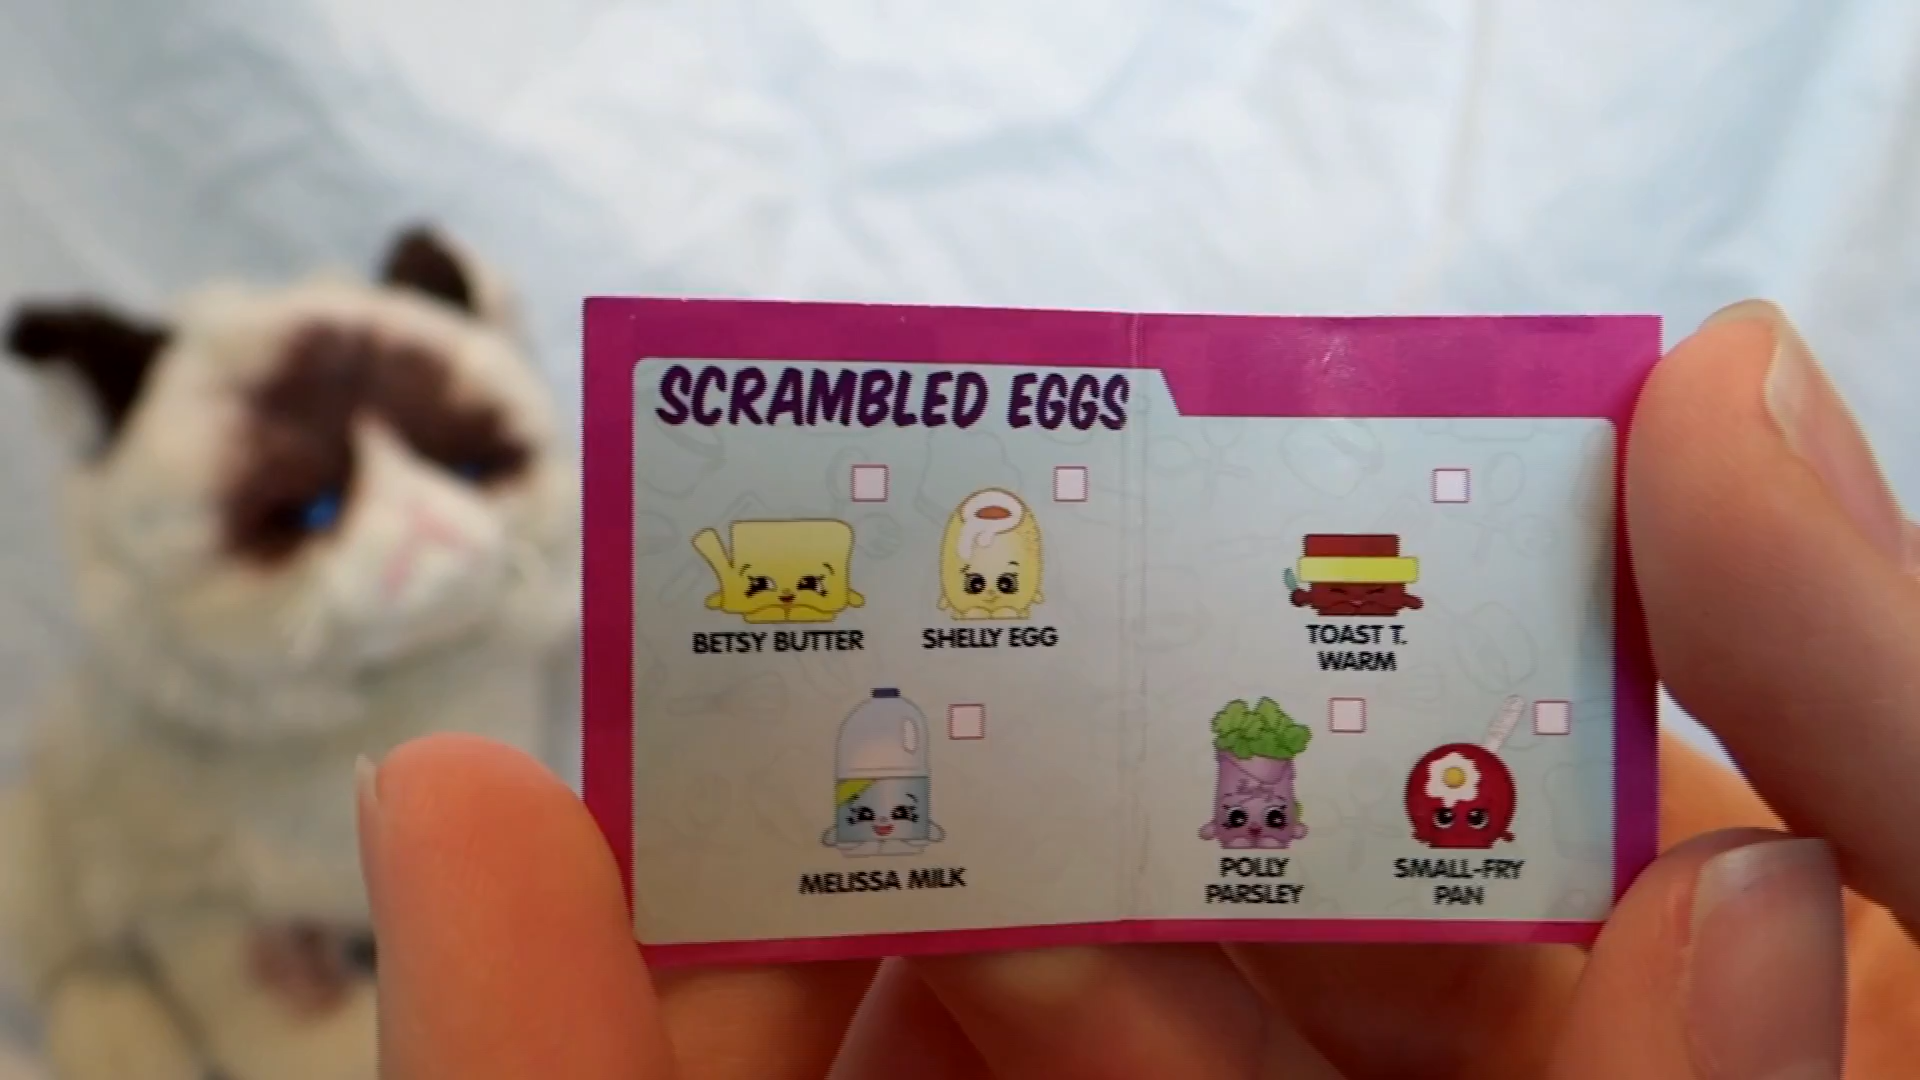 SCRAMBLED EGGS
BETSY BUTTER
SHELLY EGG
TOAST T.
WARM
MELISSA MILK
POLLY
PARSLEY
SMALL-FRY
PAN